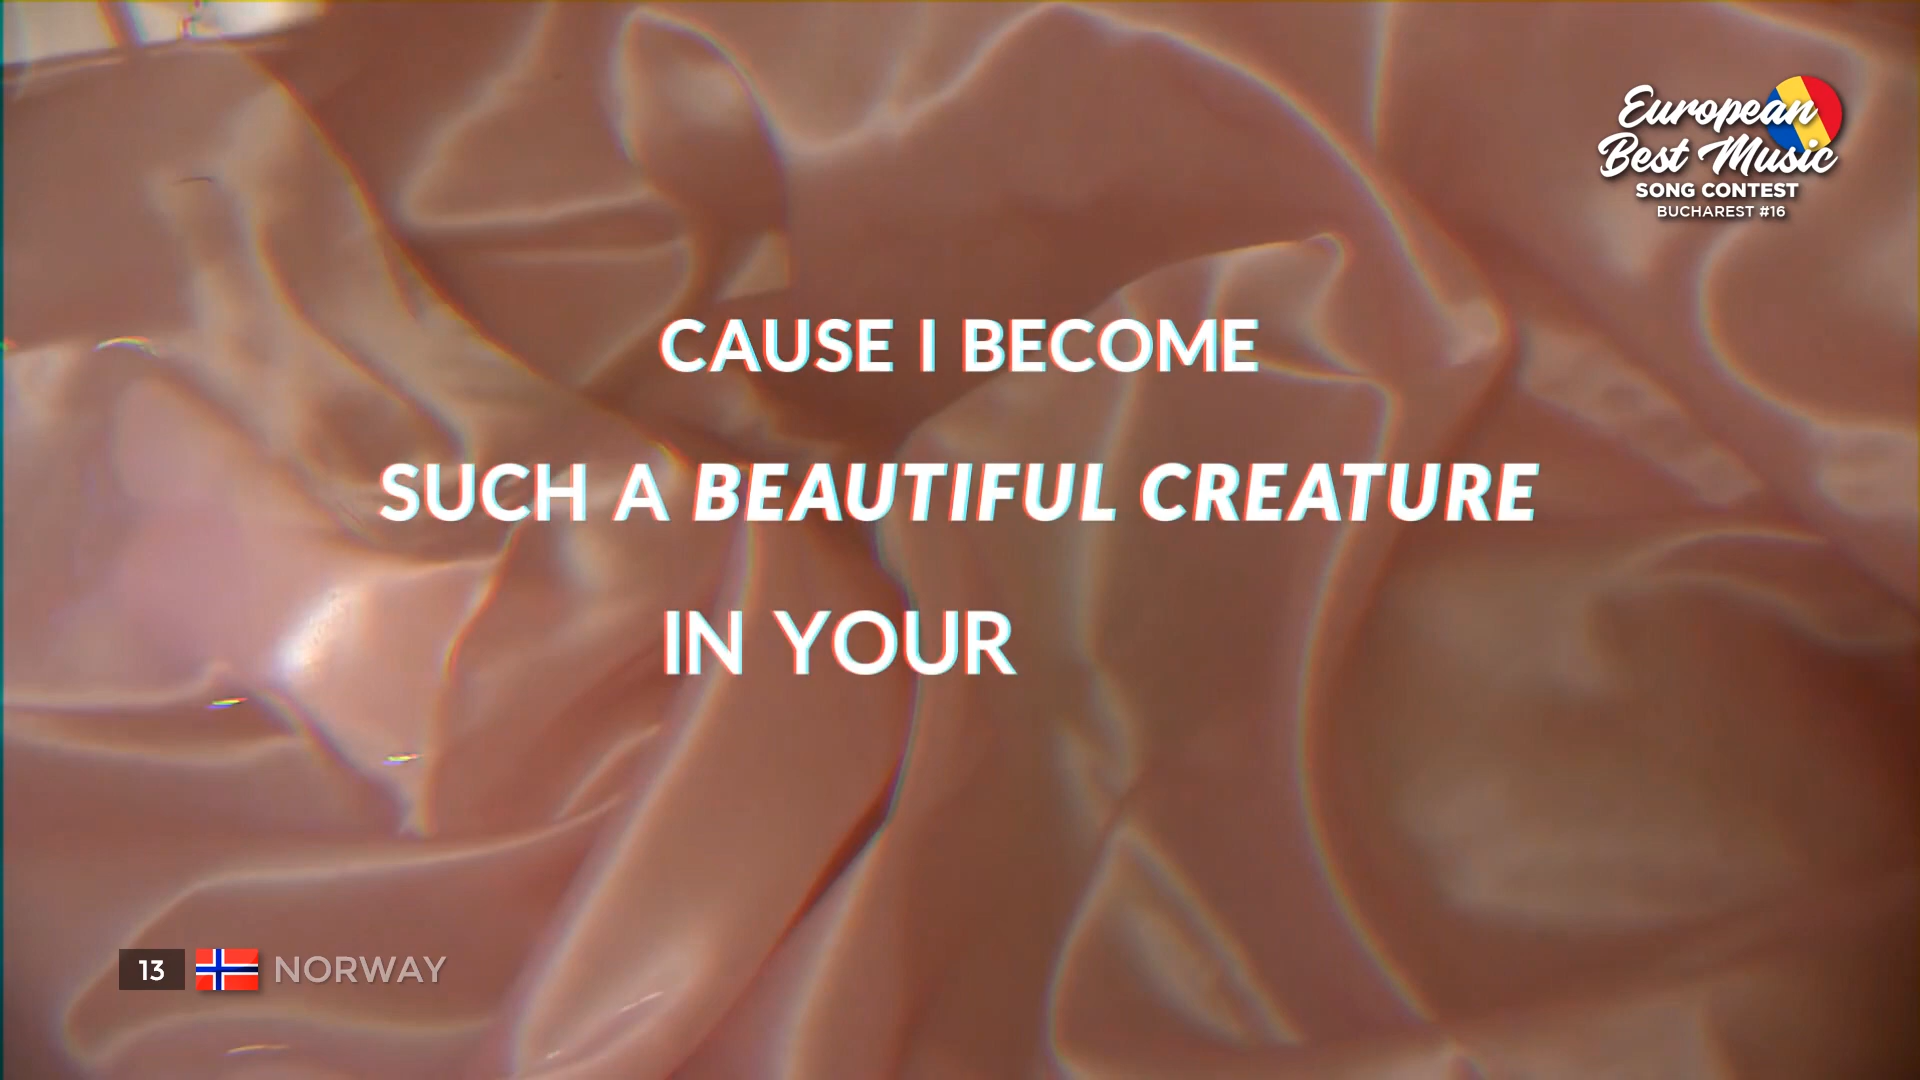 European
Best Music
SONG CONTEST
BUCHAREST #16
CAUSE I BECOME
SUCH A BEAUTIFUL CREATURE
IN YOUR
13 NORWAY